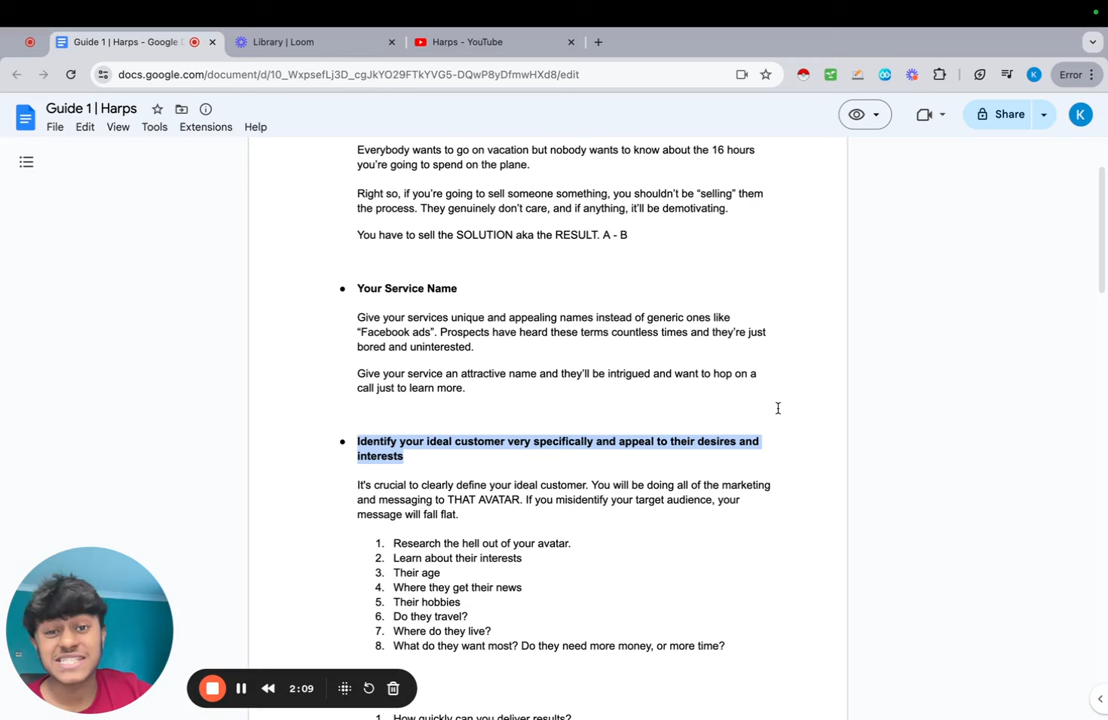 Guide 1 | Harps - Google D
Library | Loom
Harps - YouTube
docs.google.com/document/d/10_WxpsefLj3D_cgJkYO29FTkYVG5-DQwP8yDfmwHXd8/edit
K
Error
Guide 1 | Harps
File Edit View Tools Extensions Help
Share
K
Everybody wants to go on vacation but nobody wants to know about the 16 hours
you're going to spend on the plane.
Right so, if you're going to sell someone something, you shouldn't be “selling” them
the process. They genuinely don't care, and if anything, it'll be demotivating.
You have to sell the SOLUTION aka the RESULT. A - B
• Your Service Name
Give your services unique and appealing names instead of generic ones like
“Facebook ads”. Prospects have heard these terms countless times and they're just
bored and uninterested.
Give your service an attractive name and they'll be intrigued and want to hop on a
call just to learn more.
• Identify your ideal customer very specifically and appeal to their desires and
interests
It's crucial to clearly define your ideal customer. You will be doing all of the marketing
and messaging to THAT AVATAR. If you misidentify your target audience, your
message will fall flat.
1. Research the hell out of your avatar.
2. Learn about their interests
3. Their age
4. Where they get their news
5. Their hobbies
6. Do they travel?
7. Where do they live?
8. What do they want most? Do they need more money, or more time?
2:09
1. How quickly can you deliver results?